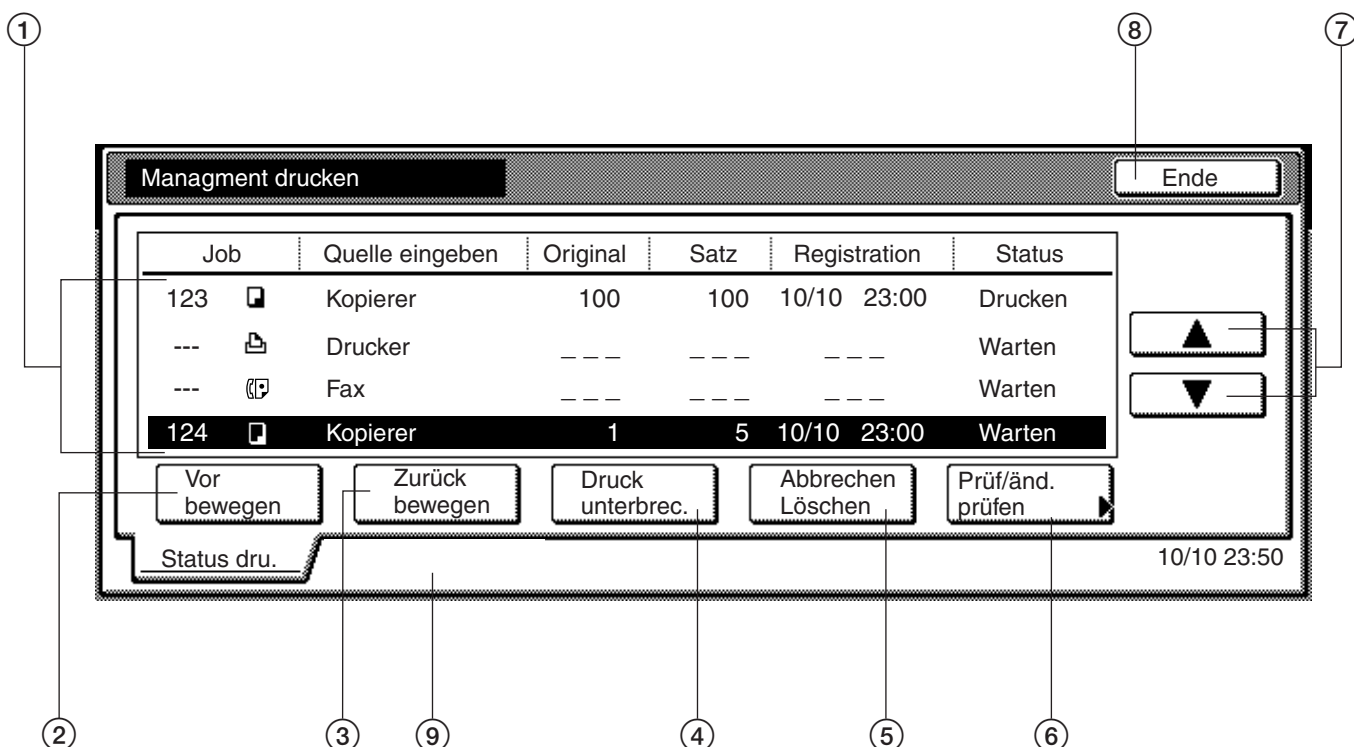 ① ⑧ ⑦
Managment drucken Ende
Job Quelle eingeben Original Satz Registration Status
123 Kopierer 100 100 10/10 23:00 Drucken
--- Drucker _ _ _ _ _ _ _ _ _ Warten
--- Fax _ _ _ _ _ _ _ _ _ Warten
124 Kopierer 1 5 10/10 23:00 Warten
Vor bewegen
Zurück bewegen
Druck unterbrec.
Abbrechen Löschen
Prüf/änd. prüfen
Status dru. 10/10 23:50
② ③ ⑨ ④ ⑤ ⑥